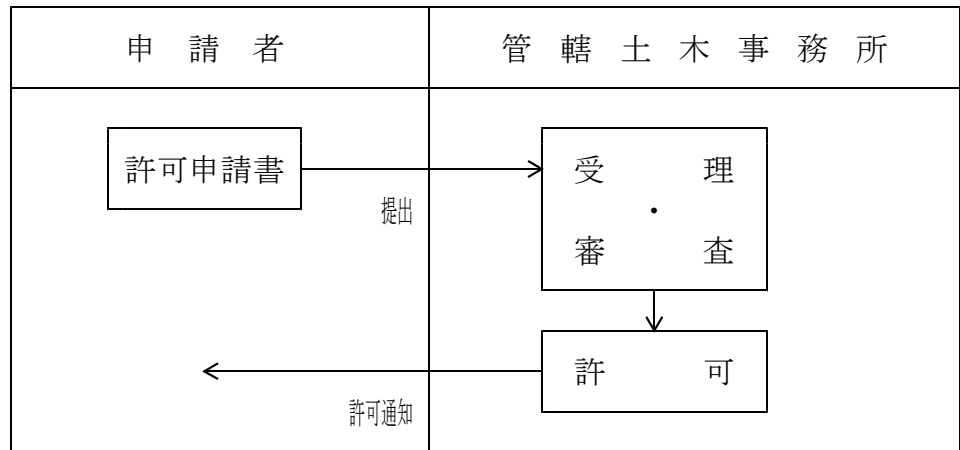 申請者
管轄土木事務所
許可申請書
提出
受理
・
審査
許可
許可通知